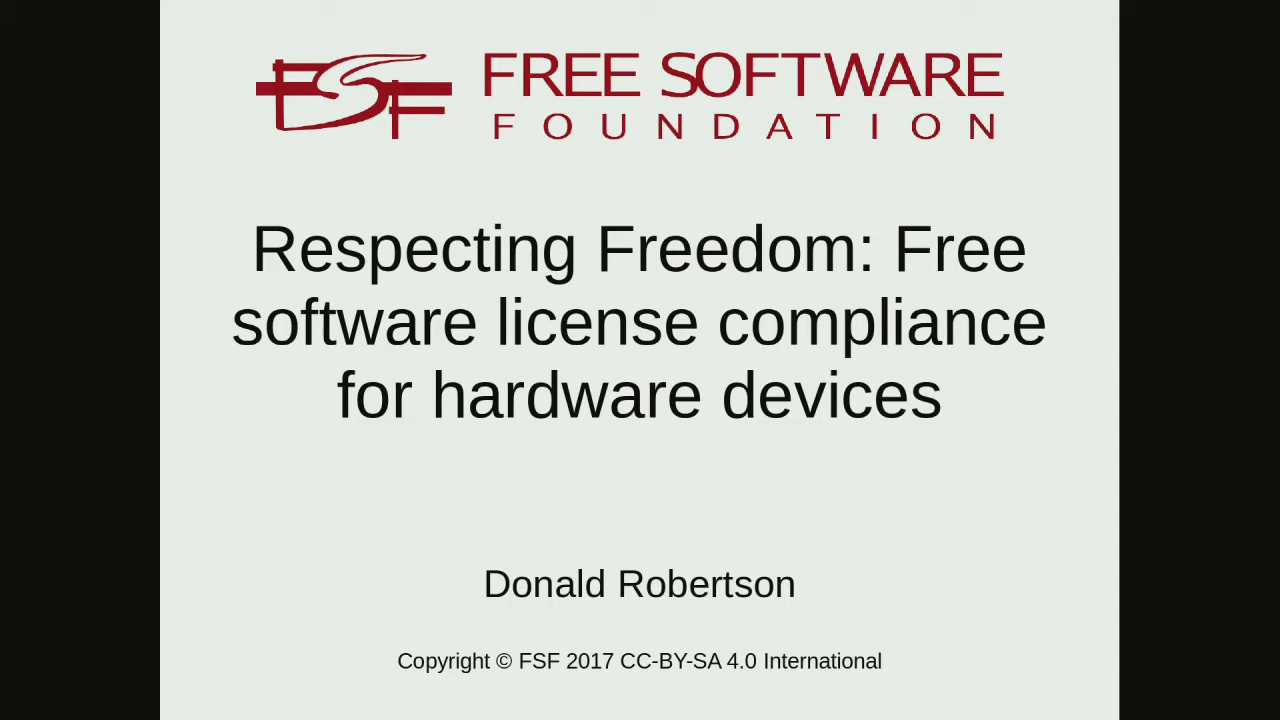 FSF FREE SOFTWARE
FOUNDATION
Respecting Freedom: Free
software license compliance
for hardware devices
Donald Robertson
Copyright © FSF 2017 CC-BY-SA 4.0 International